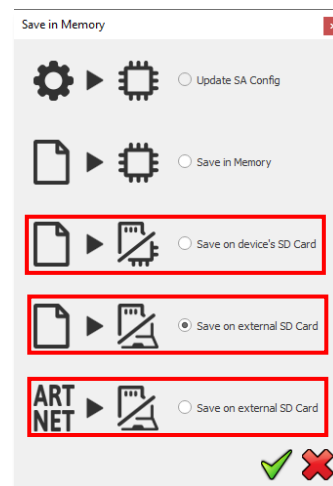 Save in Memory
Update SA Config
Save in Memory
Save on device's SD Card
Save on external SD Card
ART
NET
Save on external SD Card